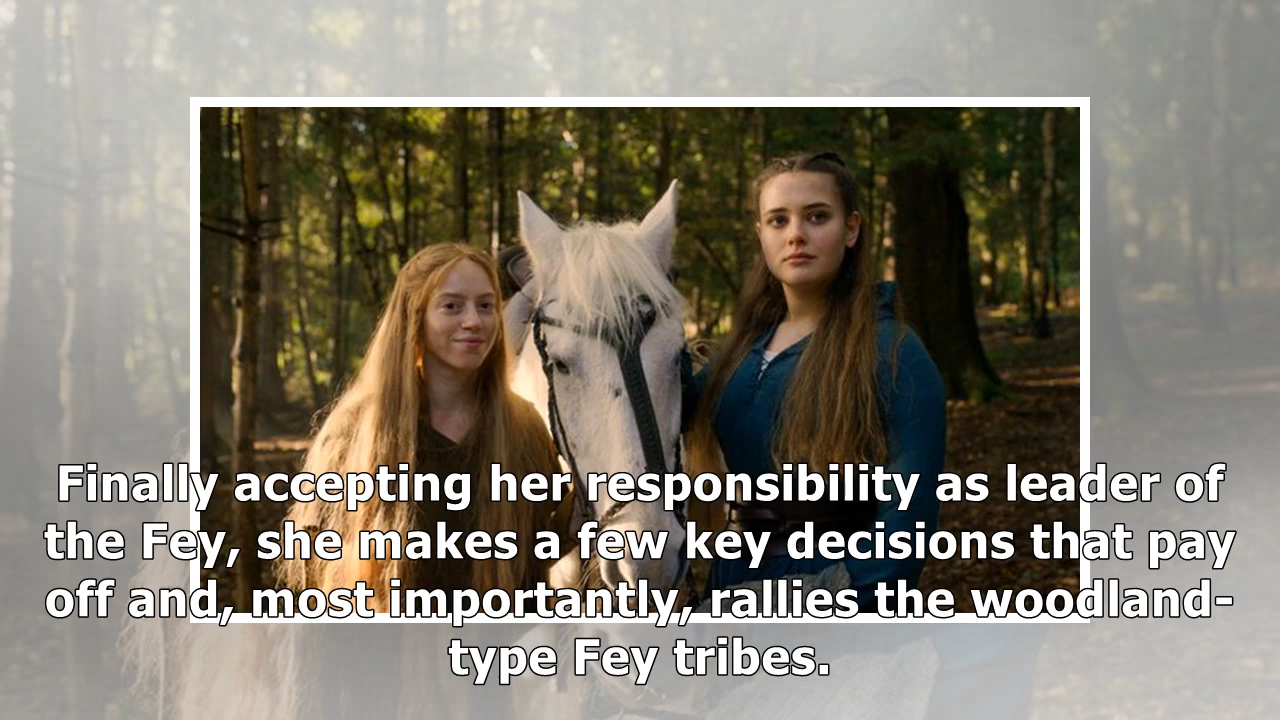 Finally accepting her responsibility as leader of
the Fey, she makes a few key decisions that pay
off and, most importantly, rallies the woodland-
type Fey tribes.